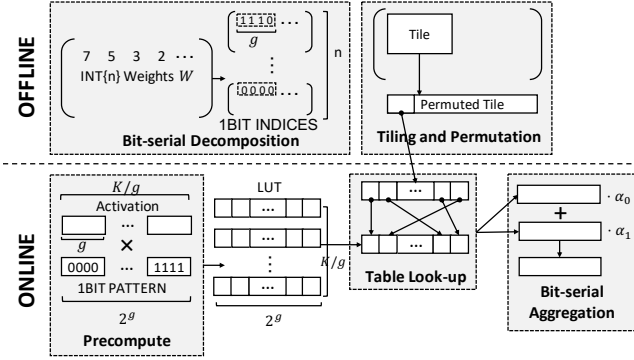 OFFLINE
7 5 3 2 ...
INT{n} Weights W
1 1 1 0 ...
g
⋮
0 0 0 0 ...
n
1BIT INDICES
Bit-serial Decomposition
Tile
Permuted Tile
Tiling and Permutation
ONLINE
K/g
Activation
...
g
×
0000 ... 1111
1BIT PATTERN
2^g
Precompute
LUT
...
...
⋮
...
2^g
K/g
...
...
Table Look-up
· α_0
+
· α_1
Bit-serial
Aggregation